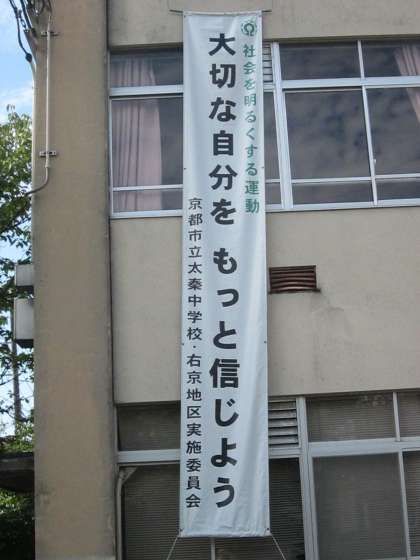 社会を明るくする運動
大切な自分を もっと信じよう
京都市立太秦中学校・右京地区実施委員会